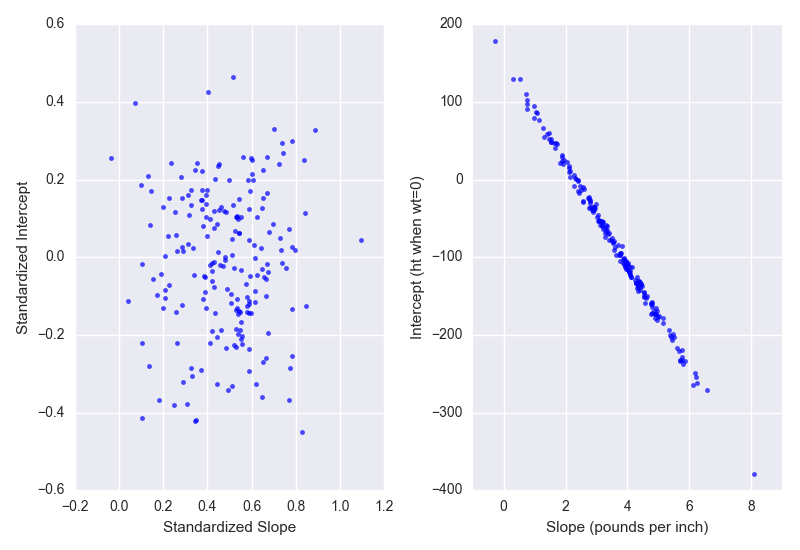 0.6
0.4
0.2
0.0
−0.2
−0.4
−0.6
Standardized Intercept
−0.2 0.0 0.2 0.4 0.6 0.8 1.0 1.2
Standardized Slope
200
100
0
−100
−200
−300
−400
Intercept (ht when wt=0)
0 2 4 6 8
Slope (pounds per inch)